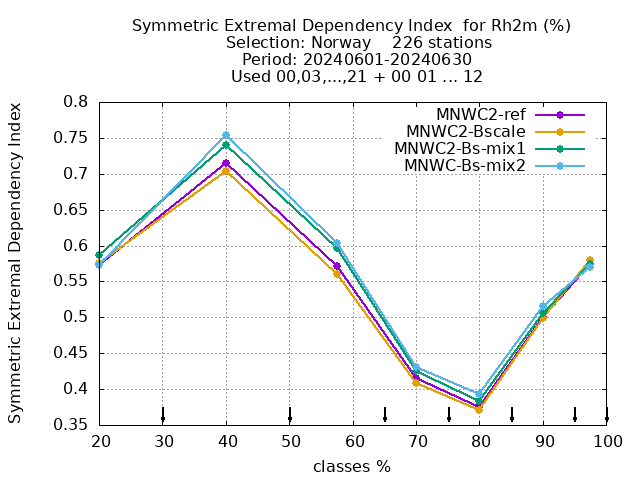 Symmetric Extremal Dependency Index  for Rh2m (%)
Selection: Norway    226 stations
Period: 20240601-20240630
Used 00,03,...,21 + 00 01 ... 12
Symmetric Extremal Dependency Index
0.8
0.75
0.7
0.65
0.6
0.55
0.5
0.45
0.4
0.35
MNWC2-ref
MNWC2-Bscale
MNWC2-Bs-mix1
MNWC-Bs-mix2
20 30 40 50 60 70 80 90 100
classes %